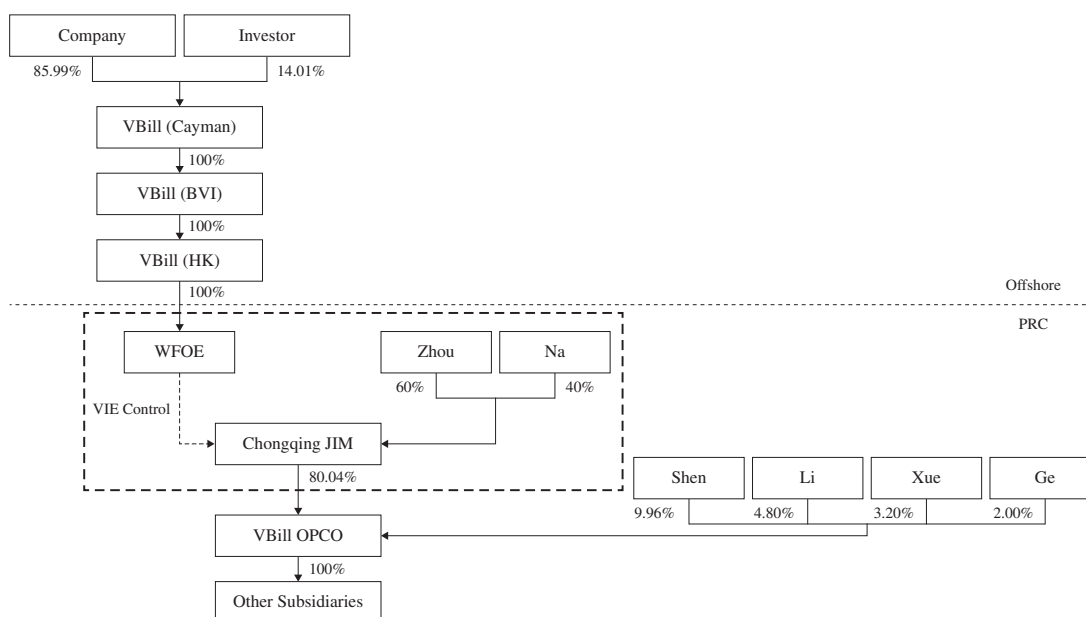 Company
Investor
85.99%
14.01%
VBill (Cayman)
100%
VBill (BVI)
100%
VBill (HK)
100%
Offshore
PRC
WFOE
Zhou
Na
60%
40%
VIE Control
Chongqing JIM
80.04%
Shen
Li
Xue
Ge
9.96%
4.80%
3.20%
2.00%
VBill OPCO
100%
Other Subsidiaries